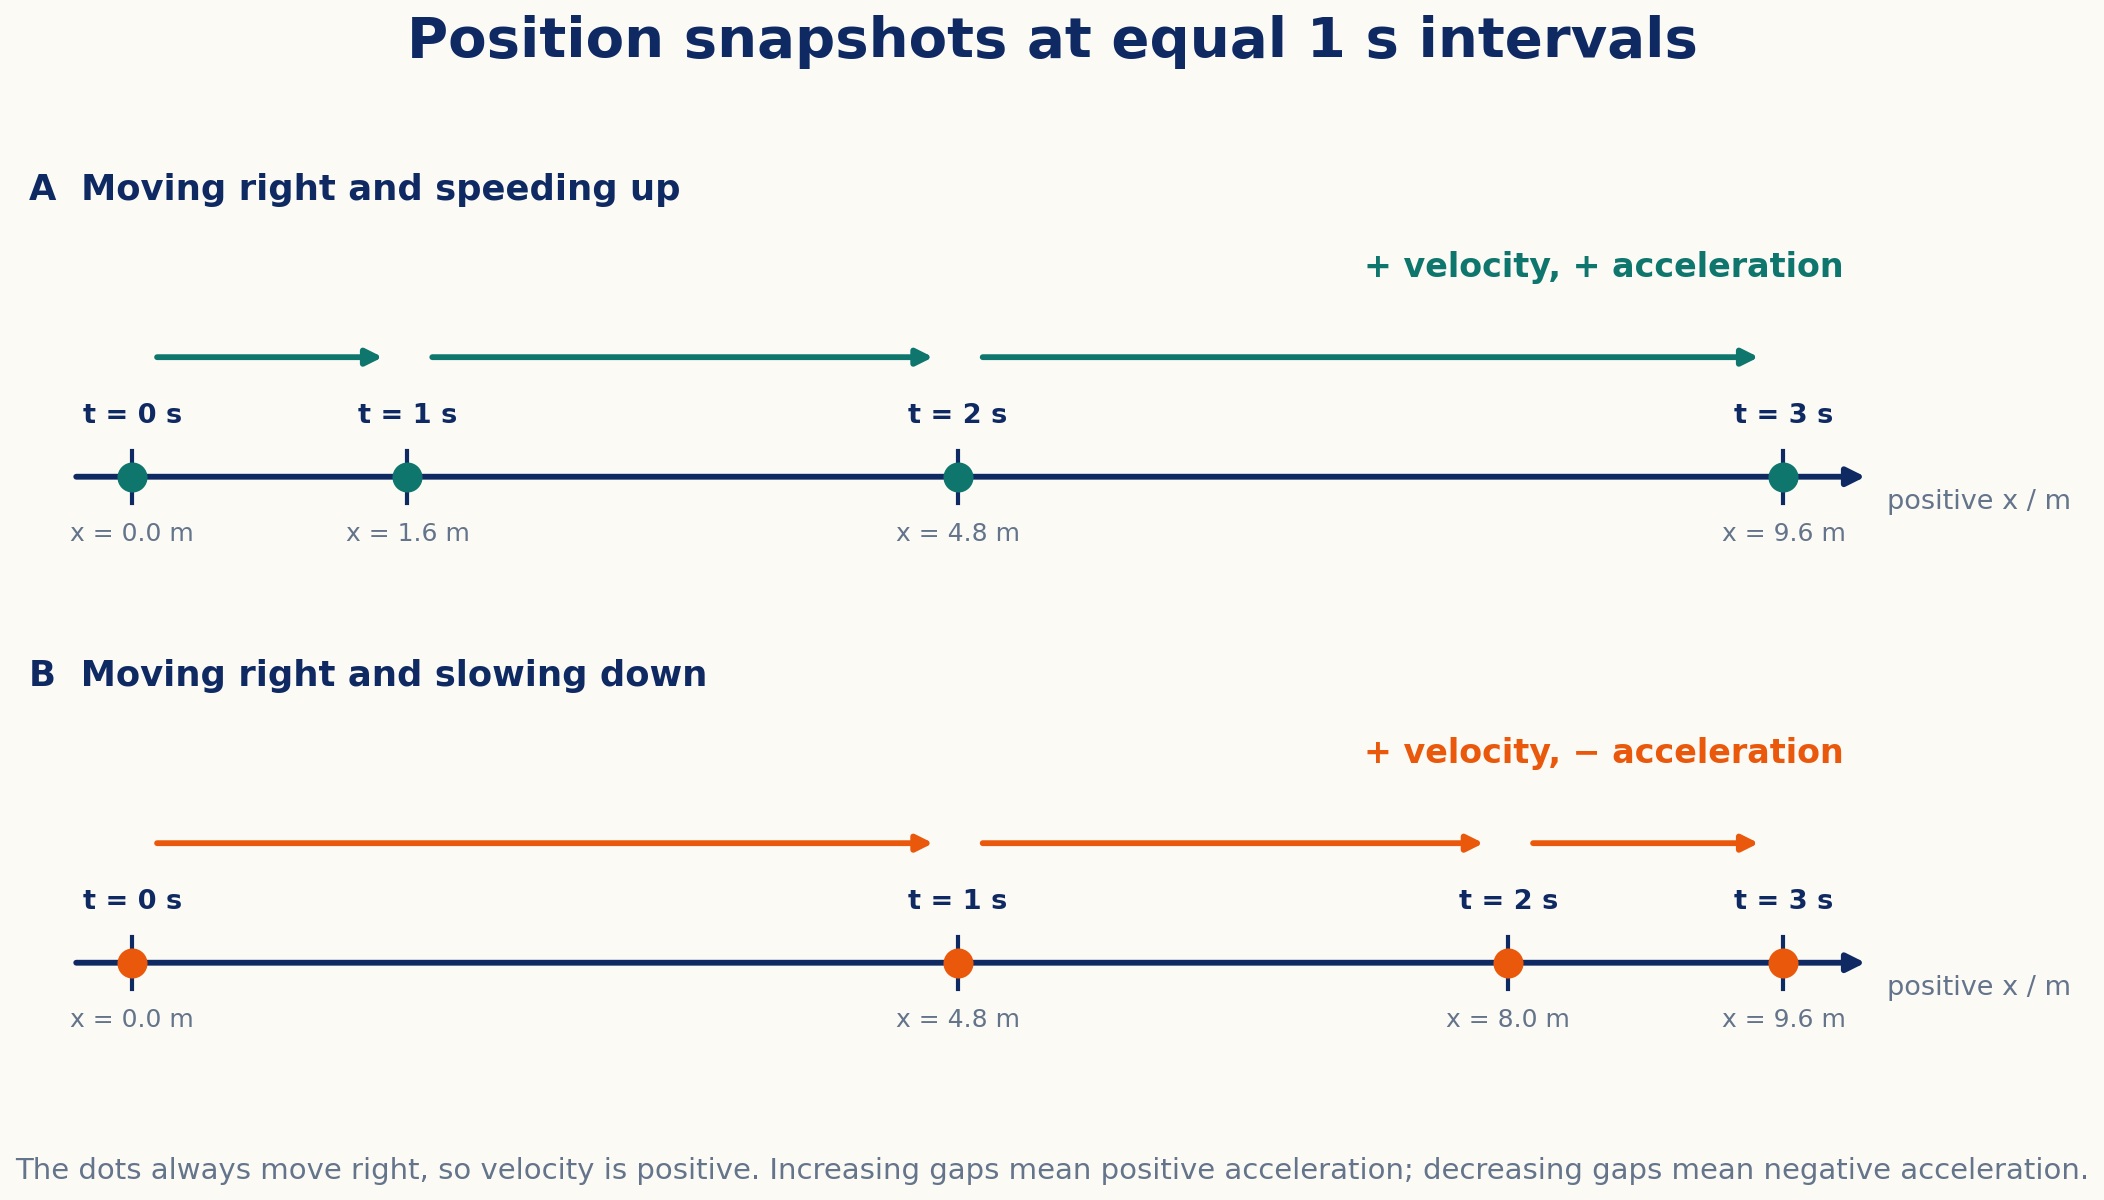 Position snapshots at equal 1 s intervals
A  Moving right and speeding up
+ velocity, + acceleration
t = 0 s
t = 1 s
t = 2 s
t = 3 s
positive x / m
x = 0.0 m
x = 1.6 m
x = 4.8 m
x = 9.6 m
B  Moving right and slowing down
+ velocity, − acceleration
t = 0 s
t = 1 s
t = 2 s
t = 3 s
positive x / m
x = 0.0 m
x = 4.8 m
x = 8.0 m
x = 9.6 m
The dots always move right, so velocity is positive. Increasing gaps mean positive acceleration; decreasing gaps mean negative acceleration.